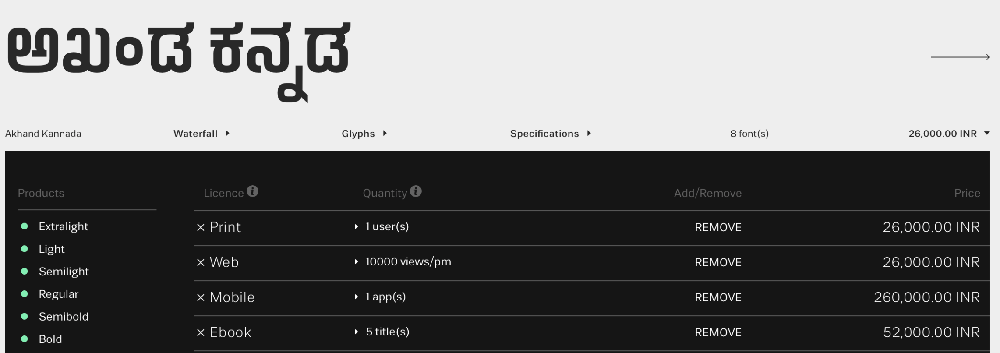 ಅಖಂಡ ಕನ್ನಡ
Akhand Kannada Waterfall Glyphs Specifications 8 font(s) 26,000.00 INR
Products Licence Quantity Add/Remove Price
Extralight × Print 1 user(s) REMOVE 26,000.00 INR
Light
× Web 10000 views/pm REMOVE 26,000.00 INR
Semilight
Regular × Mobile 1 app(s) REMOVE 260,000.00 INR
Semibold
× Ebook 5 title(s) REMOVE 52,000.00 INR
Bold